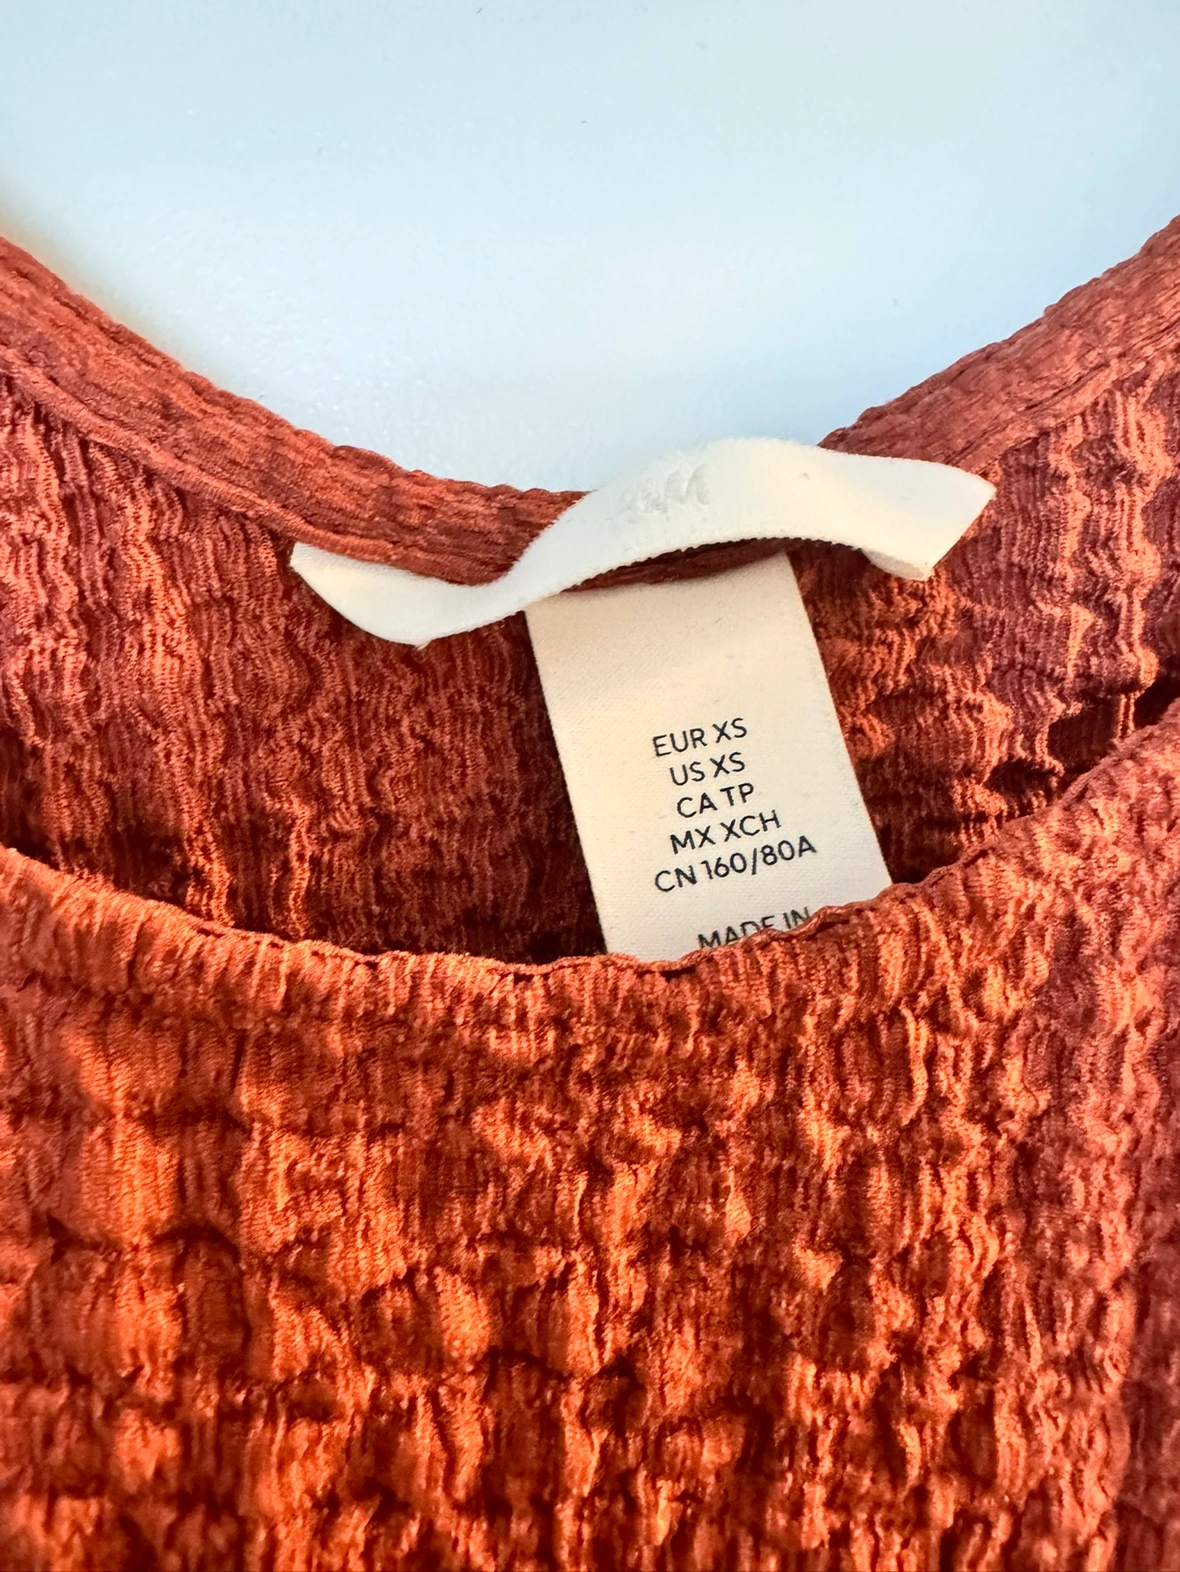 EUR XS
US XS
CA TP
MX XCH
CN 160/80A
MADE IN